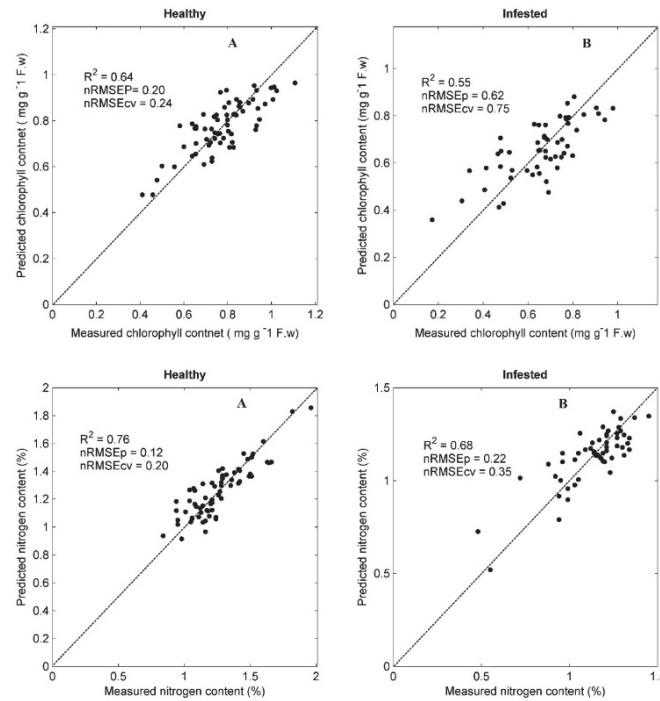 Healthy
A
R² = 0.64
nRMSEP= 0.20
nRMSEcv = 0.24
Predicted chlorophyll contnet ( mg g -1 F.w)
1.2
1
0.8
0.6
0.4
0.2
0
0 0.2 0.4 0.6 0.8 1 1.2
Measured chlorophyll contnet ( mg g -1 F.w)
Infested
B
R² = 0.55
nRMSEp = 0.62
nRMSEcv = 0.75
Predicted chlorophyll content (mg g -1 F.w)
1.2
1
0.8
0.6
0.4
0.2
0
0 0.2 0.4 0.6 0.8 1 1.2
Measured chlorophyll content (mg g -1 F.w)
Healthy
A
R² = 0.76
nRMSEp = 0.12
nRMSEcv = 0.20
Predicted nitrogen content (%)
2
1.8
1.6
1.4
1.2
1
0.8
0.6
0.4
0.2
0
0 0.5 1 1.5 2
Measured nitrogen content (%)
Infested
B
R² = 0.68
nRMSEp = 0.22
nRMSEcv = 0.35
Predicted nitrogen content (%)
1.5
1
0.5
0
0 0.5 1
Measured nitrogen content (%)